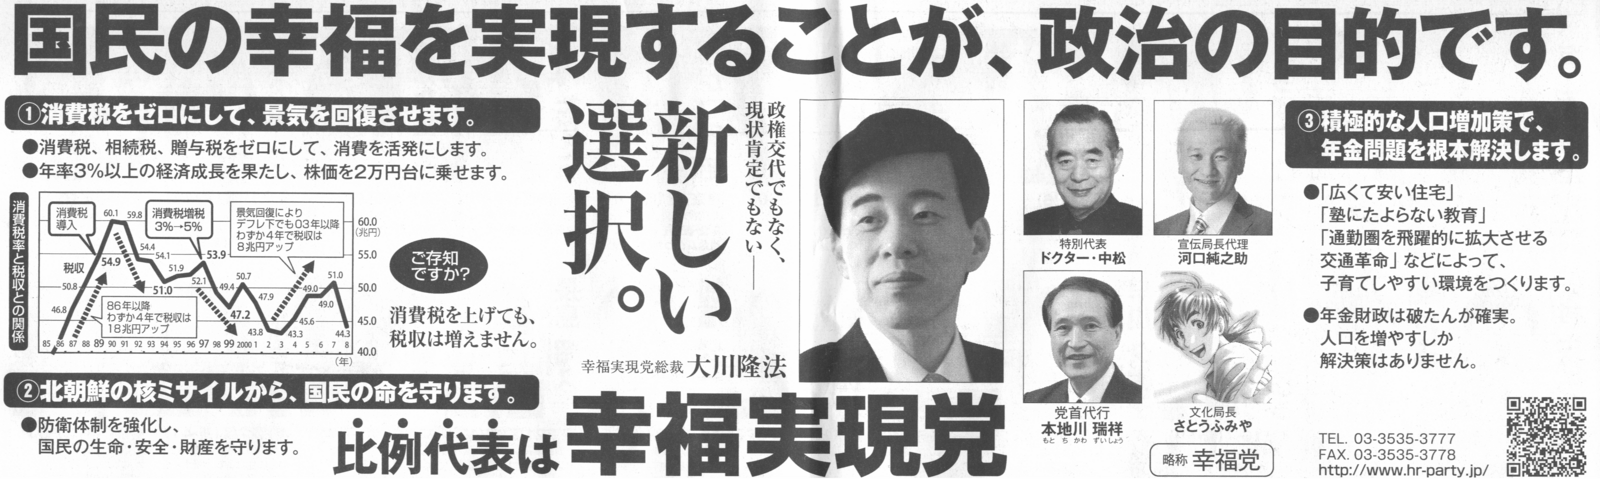 国民の幸福を実現することが、政治の目的です。
①消費税をゼロにして、景気を回復させます。
●消費税、相続税、贈与税をゼロにして、消費を活発にします。
●年率3%以上の経済成長を果たし、株価を2万円台に乗せます。
消費税率と税収との関係
消費税
導入
60.1
59.8
消費税増税
3%→5%
景気回復により
デフレ下でも03年以降
わずか4年で税収は
8兆円アップ
60.0
(兆円)
税収
54.9
54.4
54.1
53.9
55.0
50.8
51.9
51.0
52.1
50.7
51.0
50.0
46.8
86年以降
わずか4年で税収は
18兆円アップ
49.4
47.2
47.9
49.0
49.0
45.6
45.0
43.8
43.3
44.3
40.0
85 86 87 88 89 90 91 92 93 94 95 96 97 98 99 2000 1 2 3 4 5 6 7 8
(年)
ご存知
ですか?
消費税を上げても、
税収は増えません。
②北朝鮮の核ミサイルから、国民の命を守ります。
●防衛体制を強化し、
国民の生命・安全・財産を守ります。
政権交代でもなく、
現状肯定でもない――
新しい
選択。
幸福実現党総裁 大川隆法
比例代表は
幸福実現党
特別代表
ドクター・中松
宣伝局長代理
河口純之助
党首代行
本地川 瑞祥
もと ち かわ ずいしょう
文化局長
さとうふみや
略称 幸福党
③積極的な人口増加策で、
年金問題を根本解決します。
●「広くて安い住宅」
「塾にたよらない教育」
「通勤圏を飛躍的に拡大させる
交通革命」などによって、
子育てしやすい環境をつくります。
●年金財政は破たんが確実。
人口を増やすしか
解決策はありません。
TEL. 03-3535-3777
FAX. 03-3535-3778
http://www.hr-party.jp/